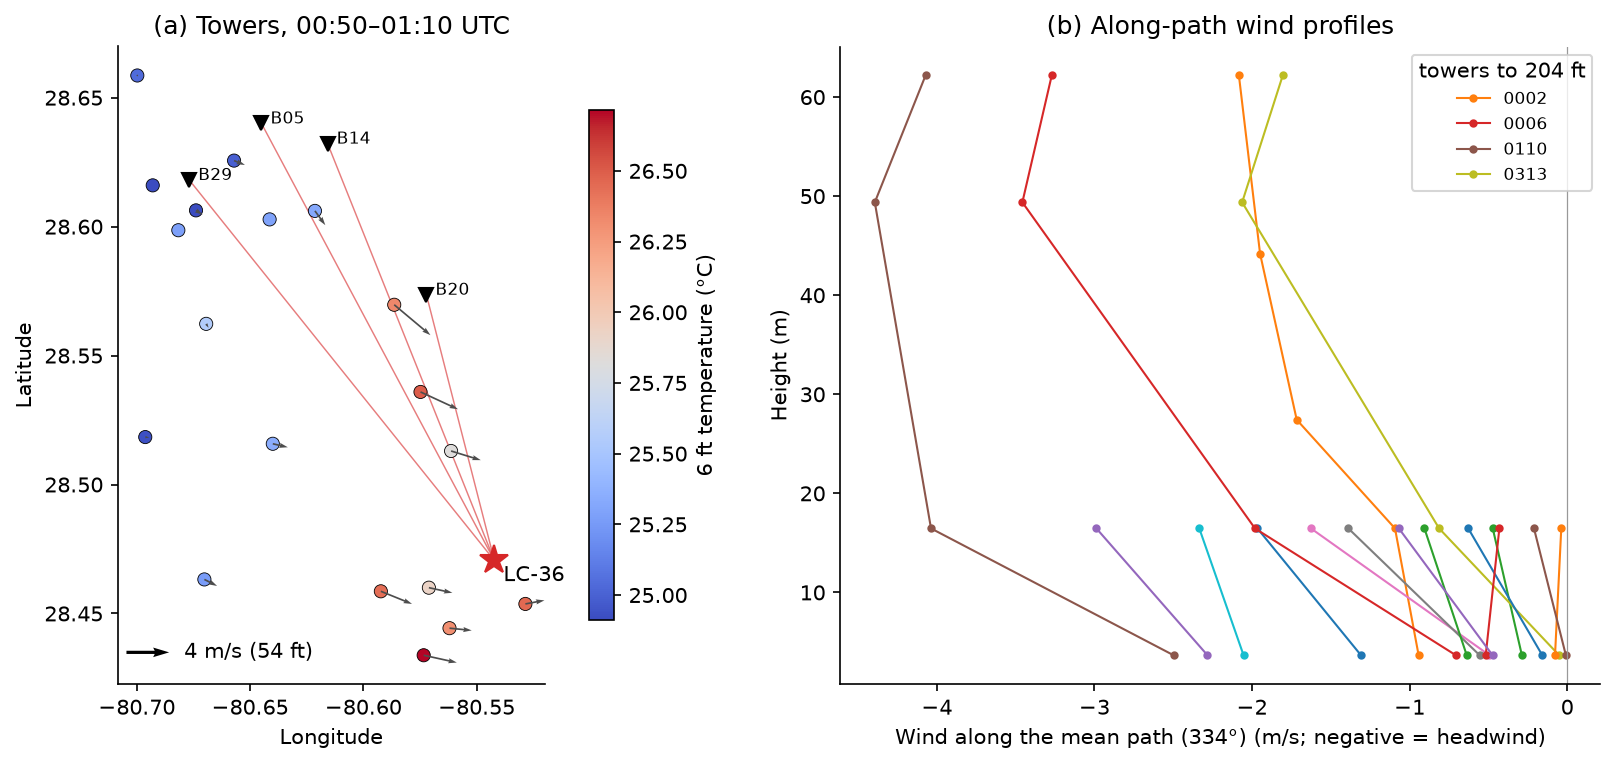 (a) Towers, 00:50–01:10 UTC
28.65
28.60
28.55
28.50
28.45
Latitude
B05
B14
B29
B20
LC-36
4 m/s (54 ft)
−80.70
−80.65
−80.60
−80.55
Longitude
26.50
26.25
26.00
25.75
25.50
25.25
25.00
6 ft temperature (°C)
(b) Along-path wind profiles
towers to 204 ft
0002
0006
0110
0313
60
50
40
30
20
10
Height (m)
−4
−3
−2
−1
0
Wind along the mean path (334°) (m/s; negative = headwind)